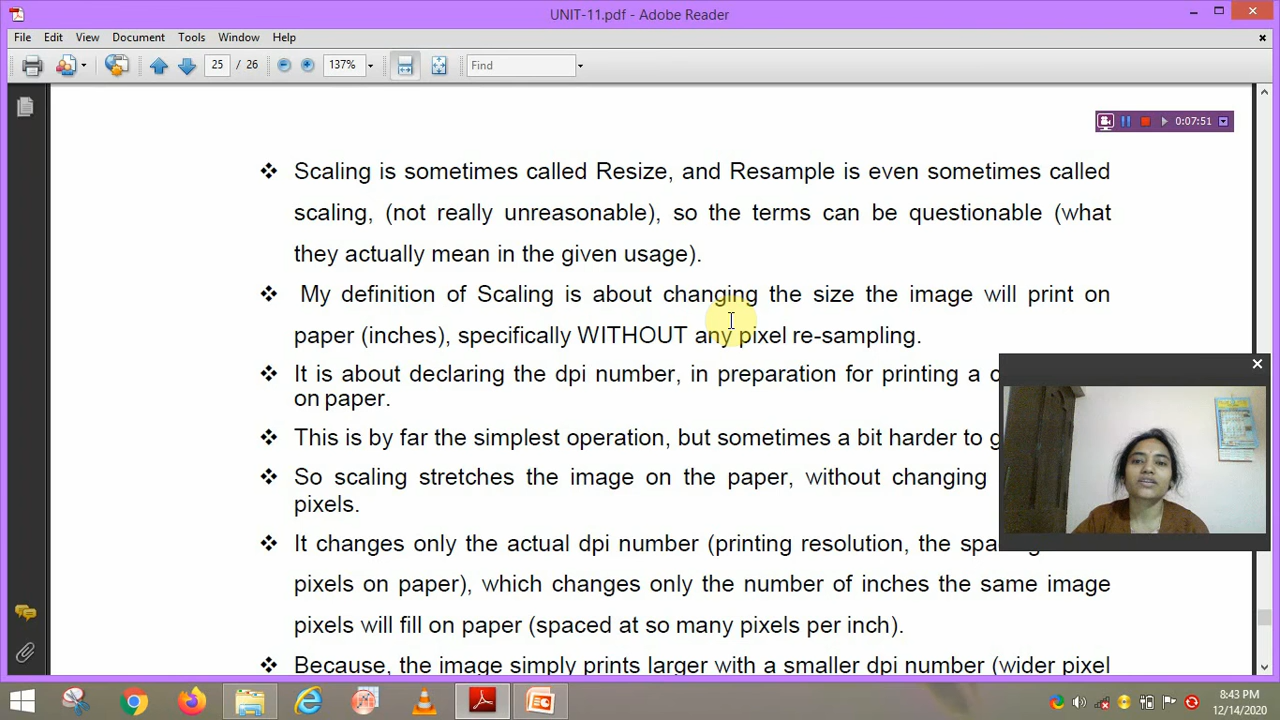 UNIT-11.pdf - Adobe Reader
File Edit View Document Tools Window Help
25 / 26 137% Find
0:07:51
❖ Scaling is sometimes called Resize, and Resample is even sometimes called
scaling, (not really unreasonable), so the terms can be questionable (what
they actually mean in the given usage).
❖ My definition of Scaling is about changing the size the image will print on
paper (inches), specifically WITHOUT any pixel re-sampling.
❖ It is about declaring the dpi number, in preparation for printing a
on paper.
❖ This is by far the simplest operation, but sometimes a bit harder to
❖ So scaling stretches the image on the paper, without changing
pixels.
❖ It changes only the actual dpi number (printing resolution, the
pixels on paper), which changes only the number of inches the same image
pixels will fill on paper (spaced at so many pixels per inch).
❖ Because, the image simply prints larger with a smaller dpi number (wider pixel
8:43 PM
12/14/2020